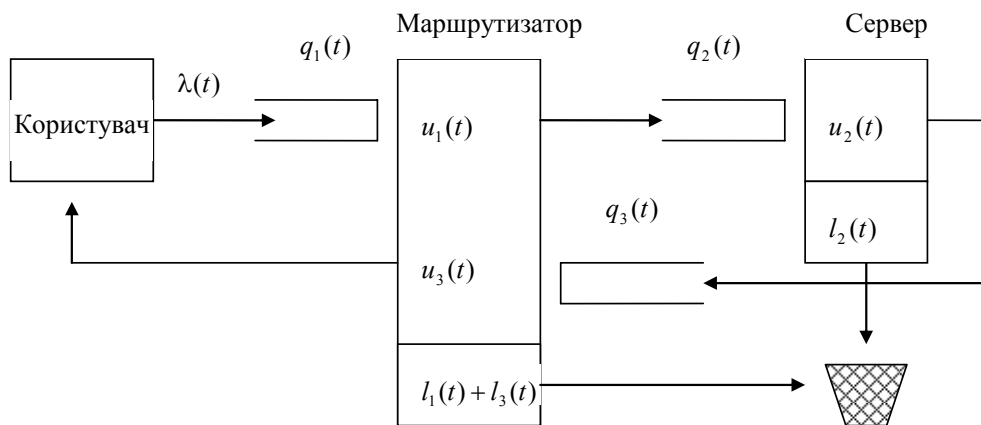 Маршрутизатор
Сервер
q₁(t)
q₂(t)
λ(t)
Користувач
u₁(t)
u₂(t)
q₃(t)
l₂(t)
u₃(t)
l₁(t) + l₃(t)